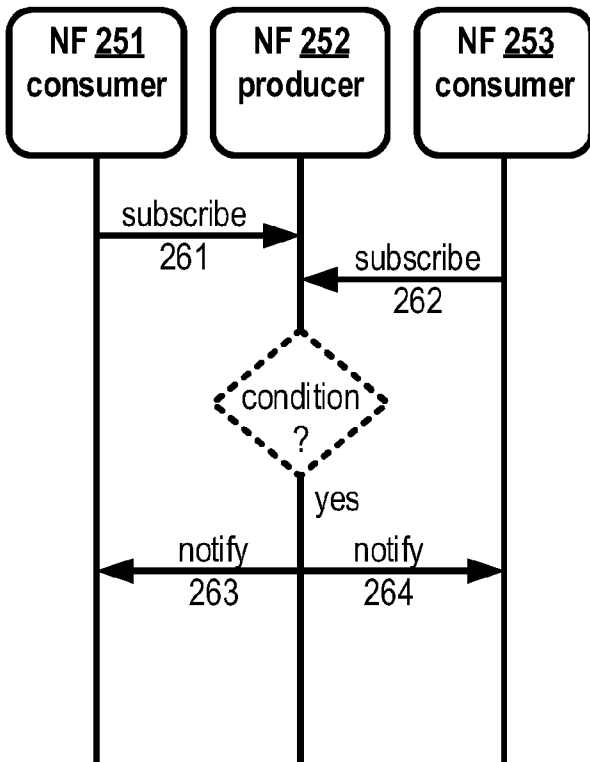 NF 251
consumer
NF 252
producer
NF 253
consumer
subscribe
261
subscribe
262
condition
?
yes
notify
263
notify
264